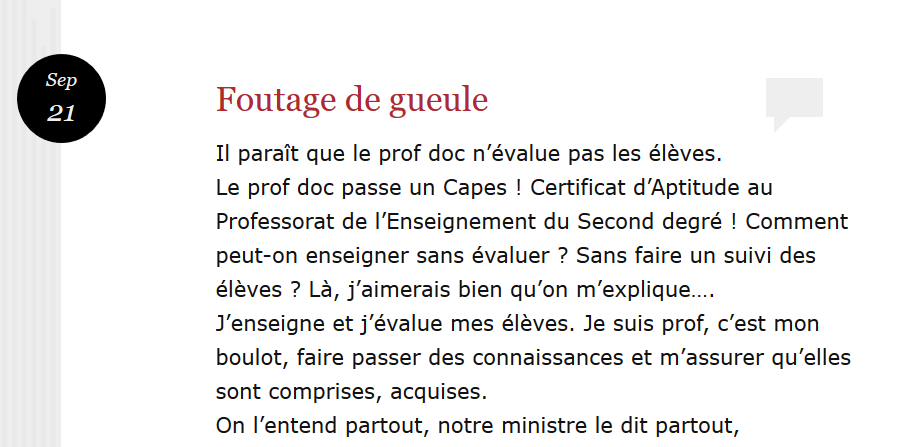 Sep
21
Foutage de gueule
Il paraît que le prof doc n’évalue pas les élèves.
Le prof doc passe un Capes ! Certificat d’Aptitude au
Professorat de l’Enseignement du Second degré ! Comment
peut-on enseigner sans évaluer ? Sans faire un suivi des
élèves ? Là, j’aimerais bien qu’on m’explique….
J’enseigne et j’évalue mes élèves. Je suis prof, c’est mon
boulot, faire passer des connaissances et m’assurer qu’elles
sont comprises, acquises.
On l’entend partout, notre ministre le dit partout,